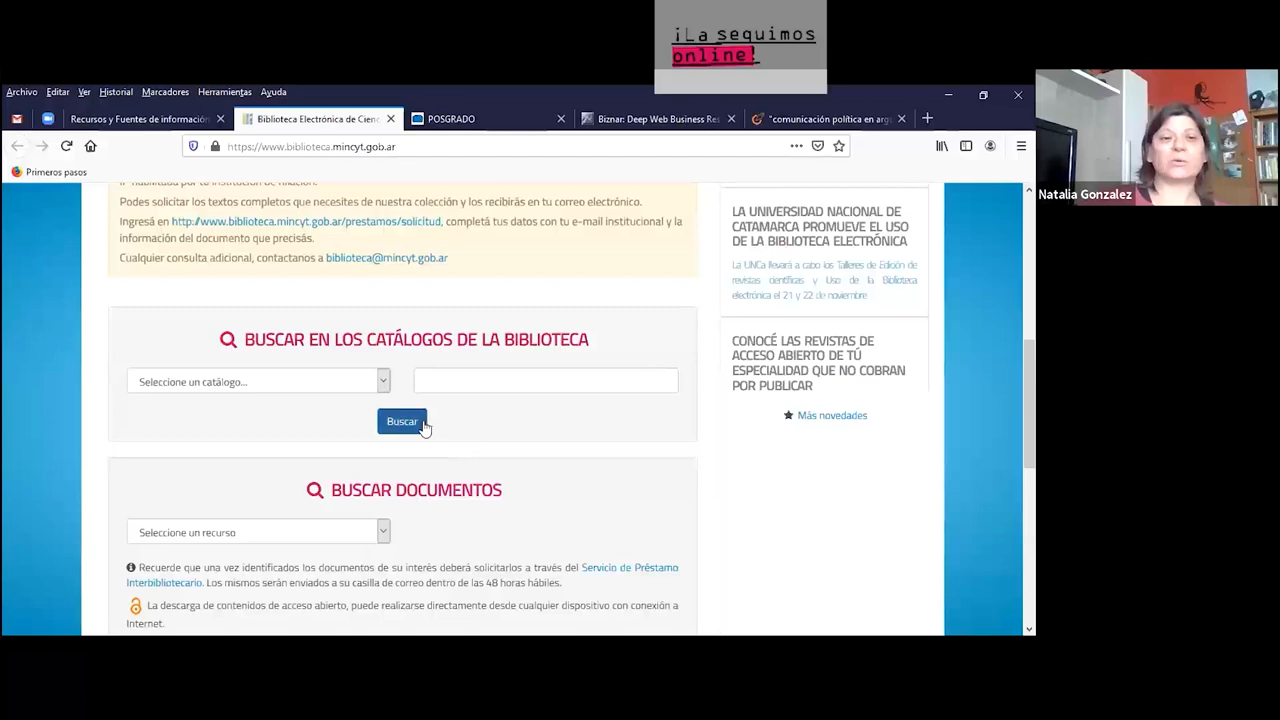 ¡La seguimos
online!
Archivo Editar Ver Historial Marcadores Herramientas Ayuda
Recursos y Fuentes de información
Biblioteca Electrónica de Cienc
POSGRADO
Biznar: Deep Web Business Res
"comunicación política en arg
https://www.biblioteca.mincyt.gob.ar
Primeros pasos
IP habilitada por tu institución de filiación.
Podes solicitar los textos completos que necesites de nuestra colección y los recibirás en tu correo electrónico.
Ingresá en http://www.biblioteca.mincyt.gob.ar/prestamos/solicitud, completá tus datos con tu e-mail institucional y la
información del documento que precisás.
Cualquier consulta adicional, contactanos a biblioteca@mincyt.gob.ar
BUSCAR EN LOS CATÁLOGOS DE LA BIBLIOTECA
Seleccione un catálogo...
Buscar
BUSCAR DOCUMENTOS
Seleccione un recurso
Recuerde que una vez identificados los documentos de su interés deberá solicitarlos a través del Servicio de Préstamo
Interbibliotecario. Los mismos serán enviados a su casilla de correo dentro de las 48 horas hábiles.
La descarga de contenidos de acceso abierto, puede realizarse directamente desde cualquier dispositivo con conexión a
Internet.
LA UNIVERSIDAD NACIONAL DE
CATAMARCA PROMUEVE EL USO
DE LA BIBLIOTECA ELECTRÓNICA
La UNCa llevará a cabo los Talleres de Edición de
revistas científicas y Uso de la Biblioteca
electrónica el 21 y 22 de noviembre
CONOCÉ LAS REVISTAS DE
ACCESO ABIERTO DE TÚ
ESPECIALIDAD QUE NO COBRAN
POR PUBLICAR
Más novedades
Natalia Gonzalez